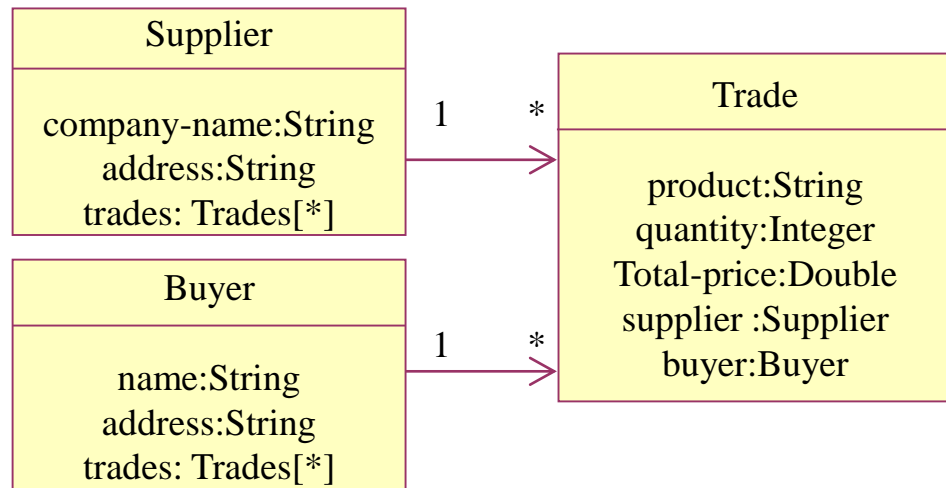 Supplier
company-name:String
address:String
trades: Trades[*]
1 *
Trade
product:String
quantity:Integer
Total-price:Double
supplier :Supplier
buyer:Buyer
Buyer
name:String
address:String
trades: Trades[*]
1 *